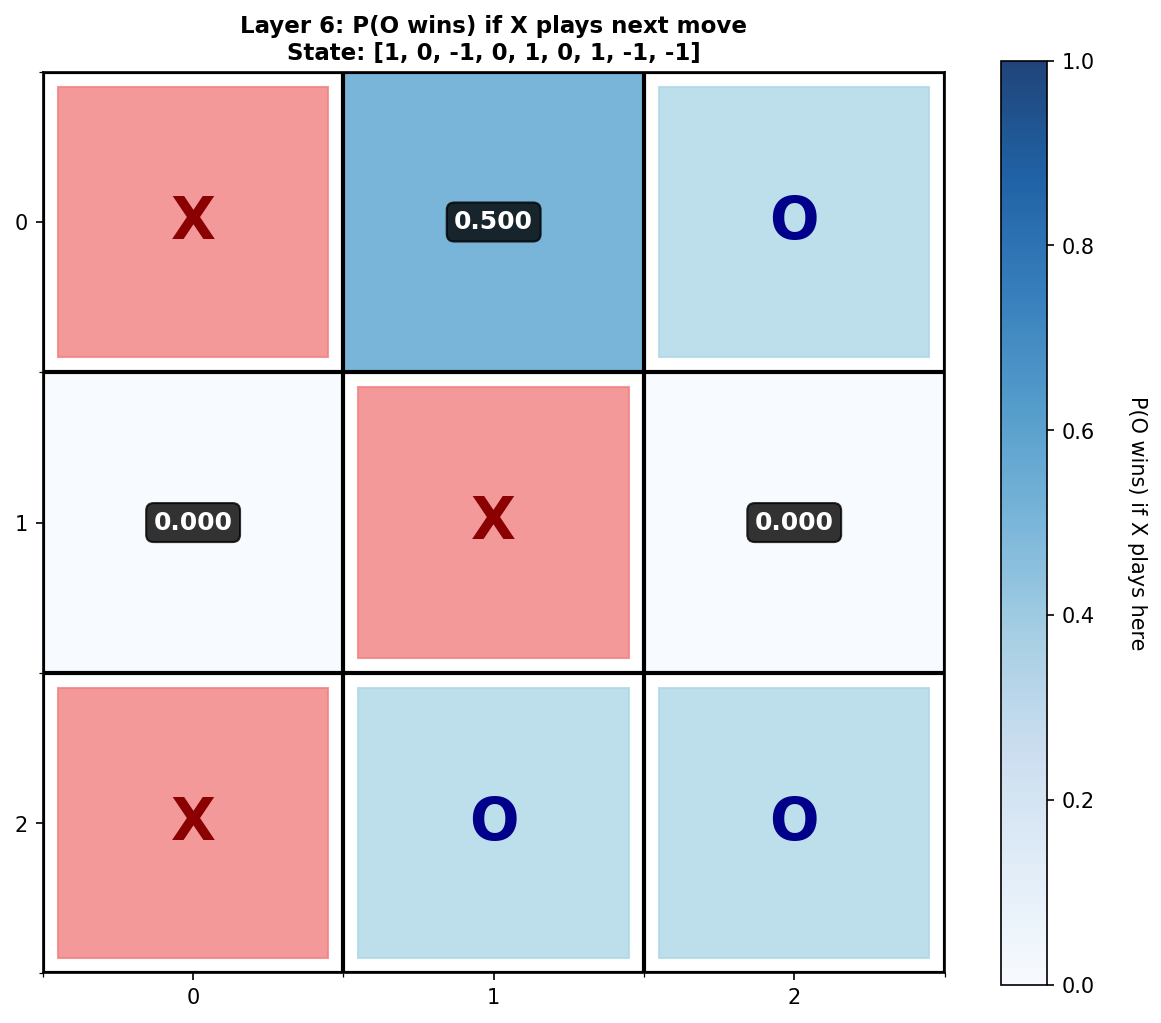 Layer 6: P(O wins) if X plays next move
State: [1, 0, -1, 0, 1, 0, 1, -1, -1]
0
X
0.500
O
1
0.000
X
0.000
2
X
O
O
0
1
2
1.0
0.8
0.6
0.4
0.2
0.0
P(O wins) if X plays here